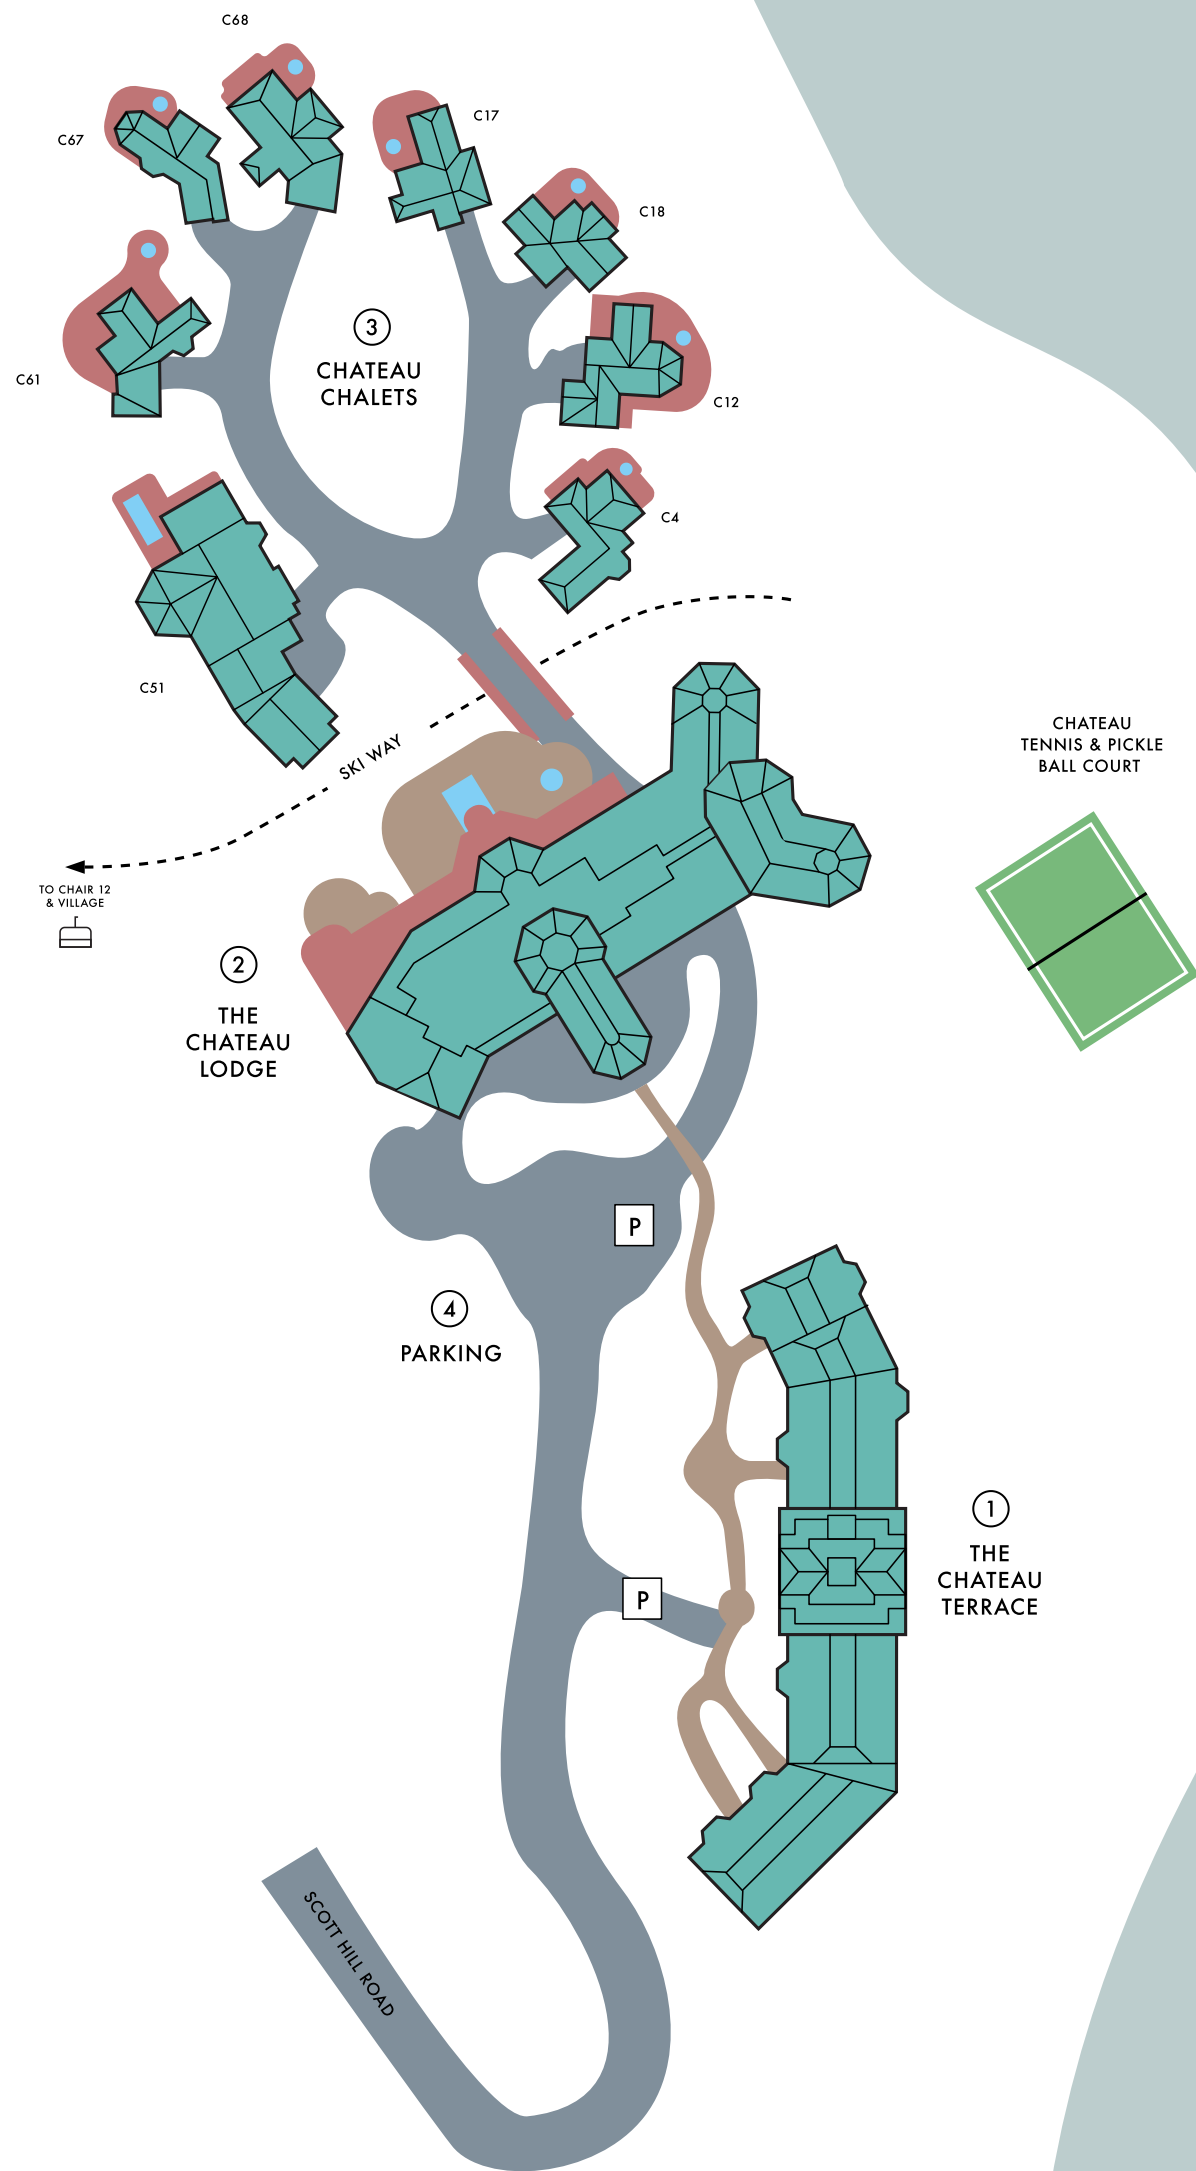 C68
C17
C67
C18
3
CHATEAU
CHALETS
C61
C12
C4
C51
SKI WAY
CHATEAU
TENNIS & PICKLE
BALL COURT
TO CHAIR 12
& VILLAGE
2
THE
CHATEAU
LODGE
P
4
PARKING
1
THE
CHATEAU
TERRACE
P
SCOTT HILL ROAD